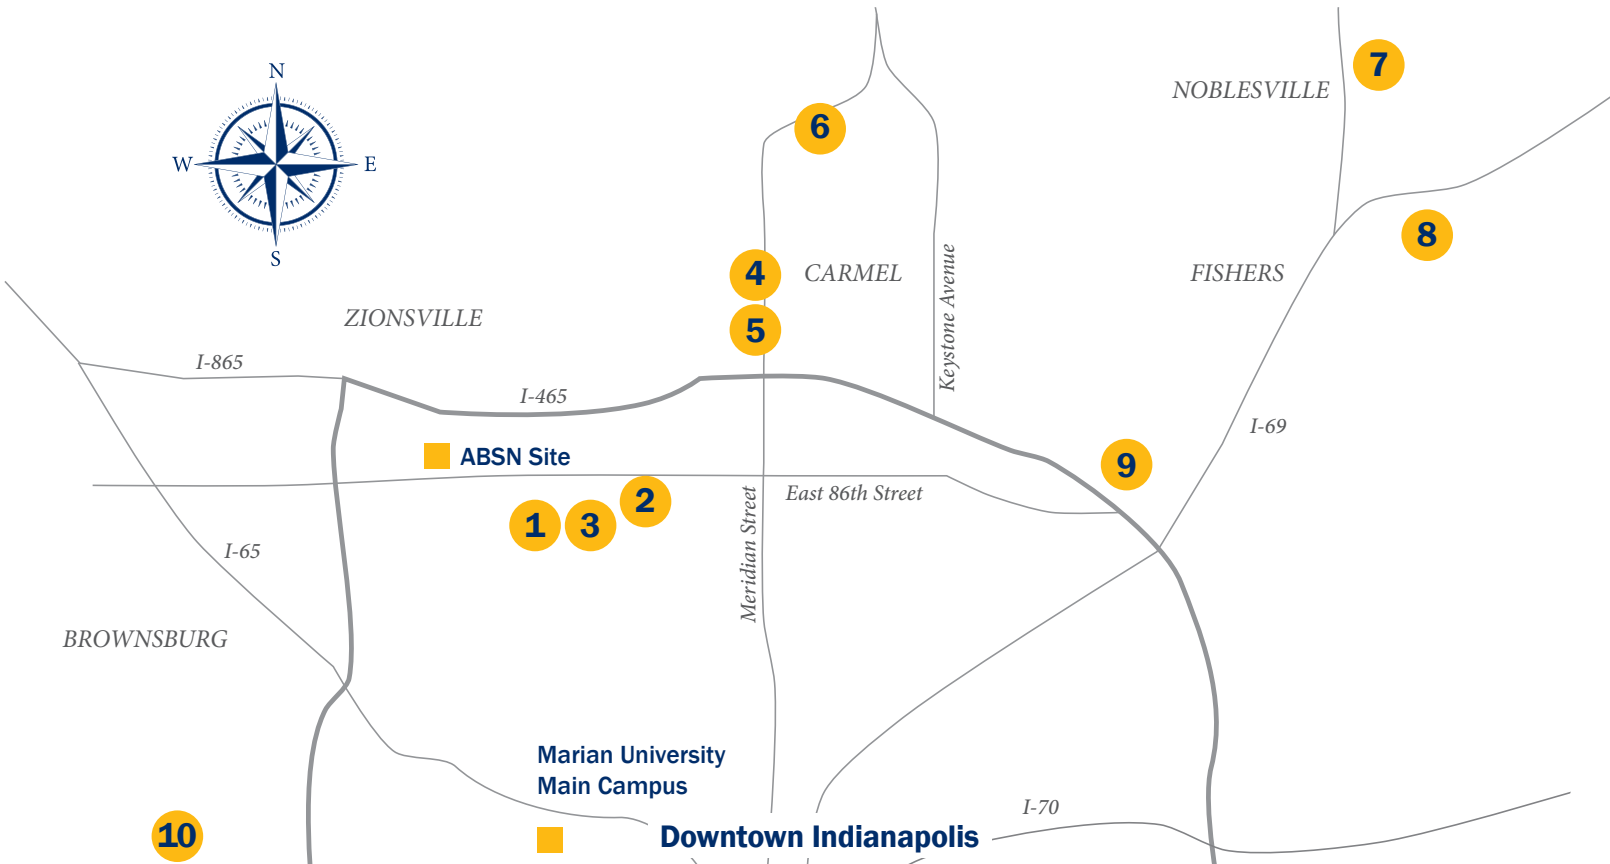 N
7
NOBLESVILLE
6
W
E
8
S
4
CARMEL
FISHERS
Keystone Avenue
ZIONSVILLE
5
I-865
I-465
I-69
ABSN Site
9
2
East 86th Street
1
3
Meridian Street
I-65
BROWNSBURG
Marian University
Main Campus
I-70
10
Downtown Indianapolis